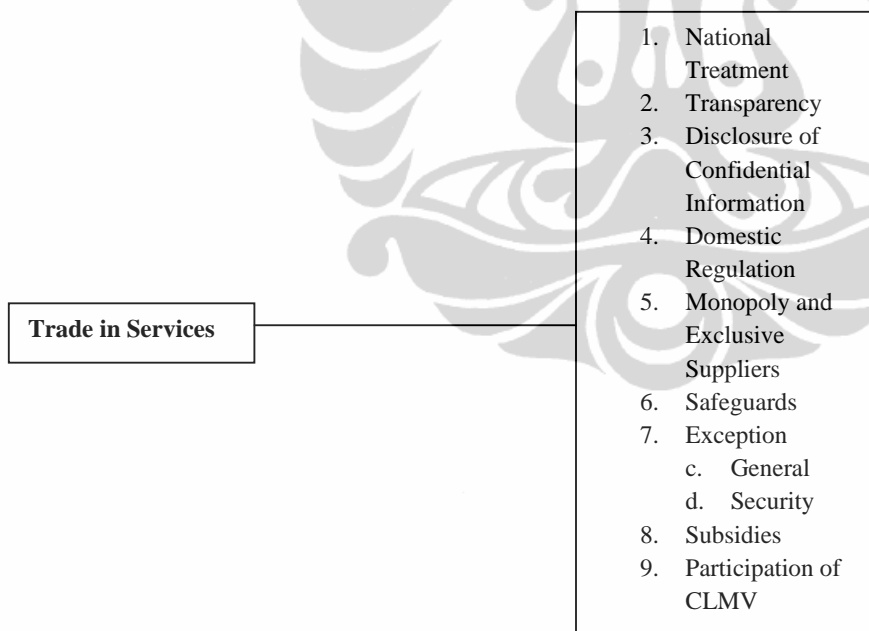 Trade in Services
1. National
Treatment
2. Transparency
3. Disclosure of
Confidential
Information
4. Domestic
Regulation
5. Monopoly and
Exclusive
Suppliers
6. Safeguards
7. Exception
c. General
d. Security
8. Subsidies
9. Participation of
CLMV